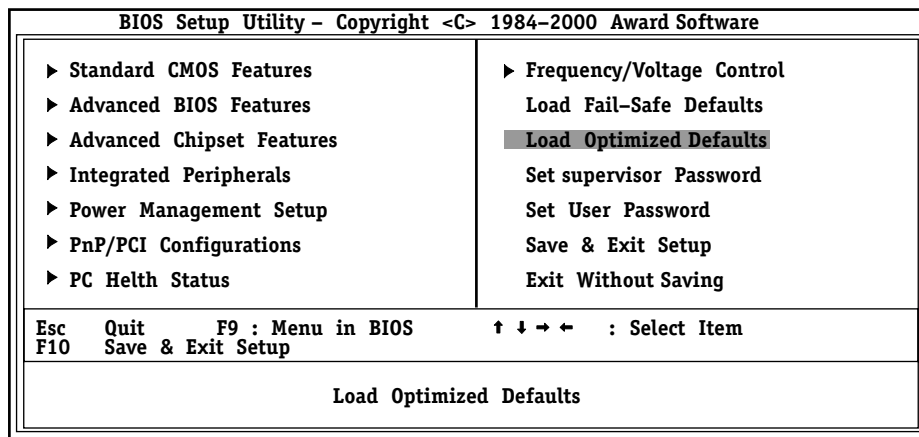 BIOS Setup Utility – Copyright <C> 1984–2000 Award Software
Standard CMOS Features
Advanced BIOS Features
Advanced Chipset Features
Integrated Peripherals
Power Management Setup
PnP/PCI Configurations
PC Helth Status
Frequency/Voltage Control
Load Fail–Safe Defaults
Load Optimized Defaults
Set supervisor Password
Set User Password
Save & Exit Setup
Exit Without Saving
Esc Quit F9 : Menu in BIOS ↑ ↓ → ← : Select Item
F10 Save & Exit Setup
Load Optimized Defaults